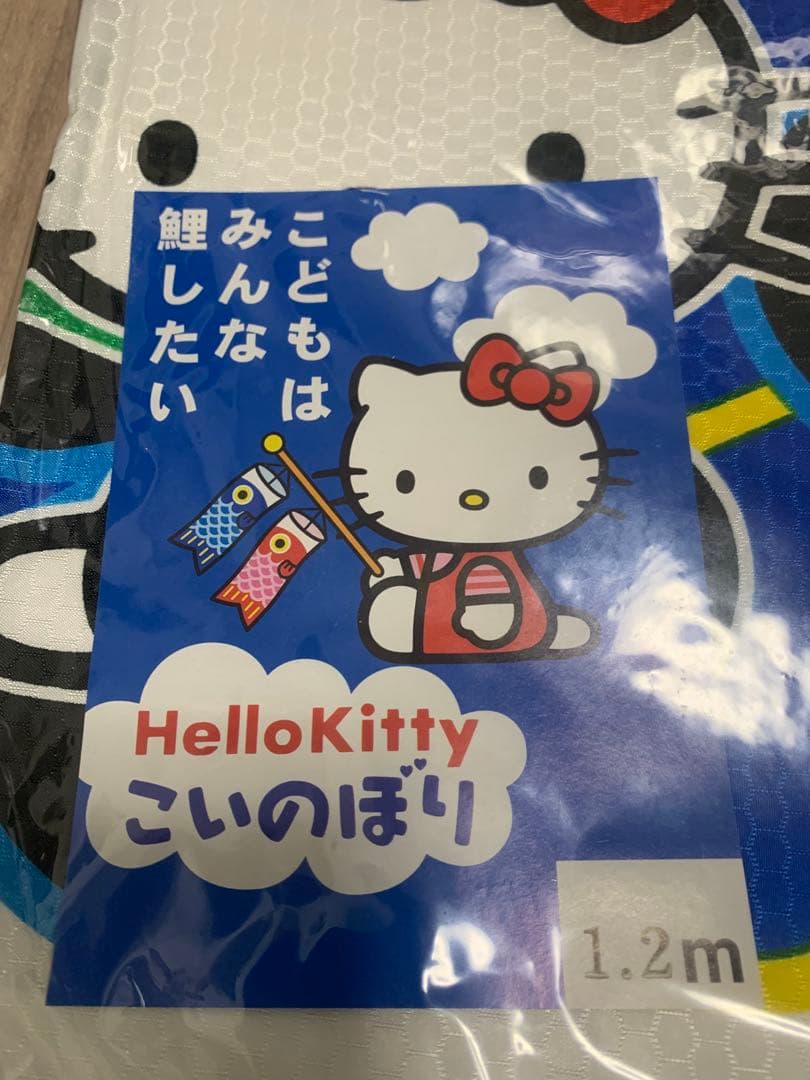 こどもは
みんな
鯉したい
HelloKitty
こいのぼり
1.2m